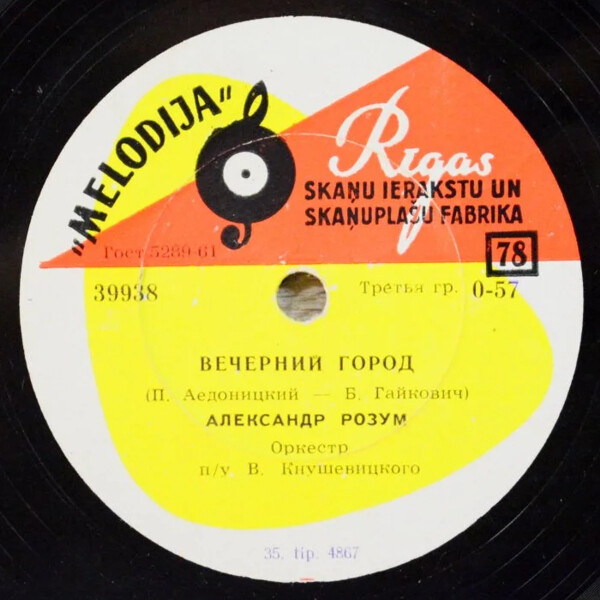 "MELODIJA"
Rīgas
SKAŅU IERAKSTU UN
SKAŅUPLAŠU FABRIKA
Гост 5289-61
78
39938
Третья гр. 0-57
ВЕЧЕРНИЙ ГОРОД
(П. Аедоницкий — Б. Гайкович)
АЛЕКСАНДР РОЗУМ
Оркестр
п/у В. Кнушевицкого
35. tip. 4867